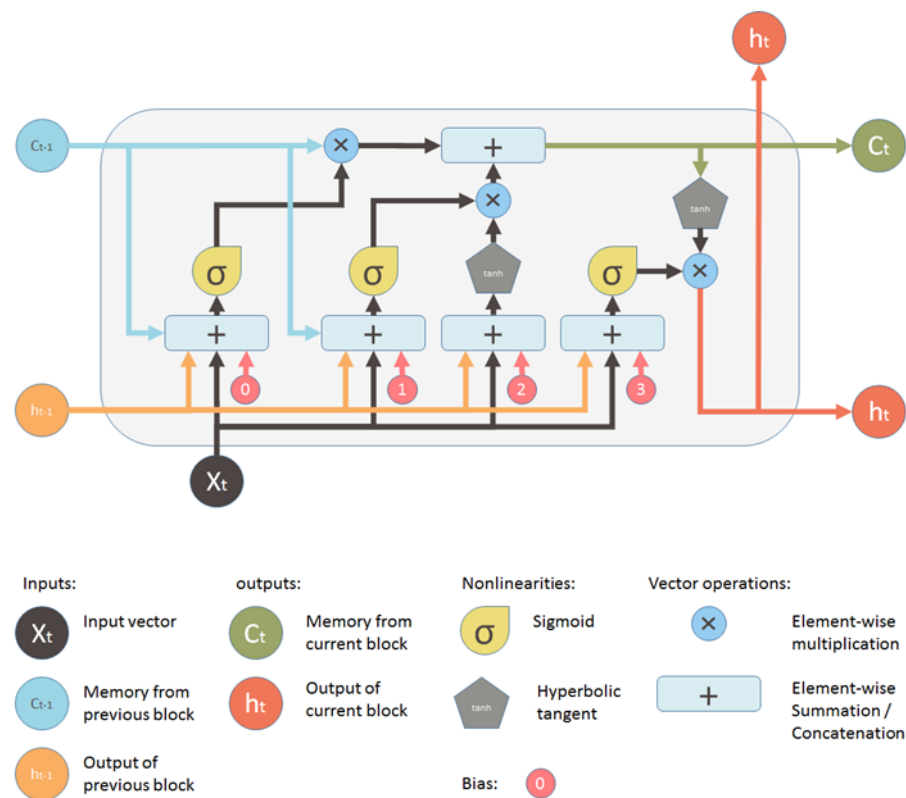 ht
Ct-1
×
+
Ct
×
tanh
σ
σ
tanh
σ
×
+
+
+
+
0
1
2
3
ht-1
ht
Xt
Inputs:
outputs:
Nonlinearities:
Vector operations:
Xt
Input vector
Ct
Memory from
current block
σ
Sigmoid
×
Element-wise
multiplication
Ct-1
Memory from
previous block
ht
Output of
current block
tanh
Hyperbolic
tangent
+
Element-wise
Summation /
Concatenation
ht-1
Output of
previous block
Bias:
0